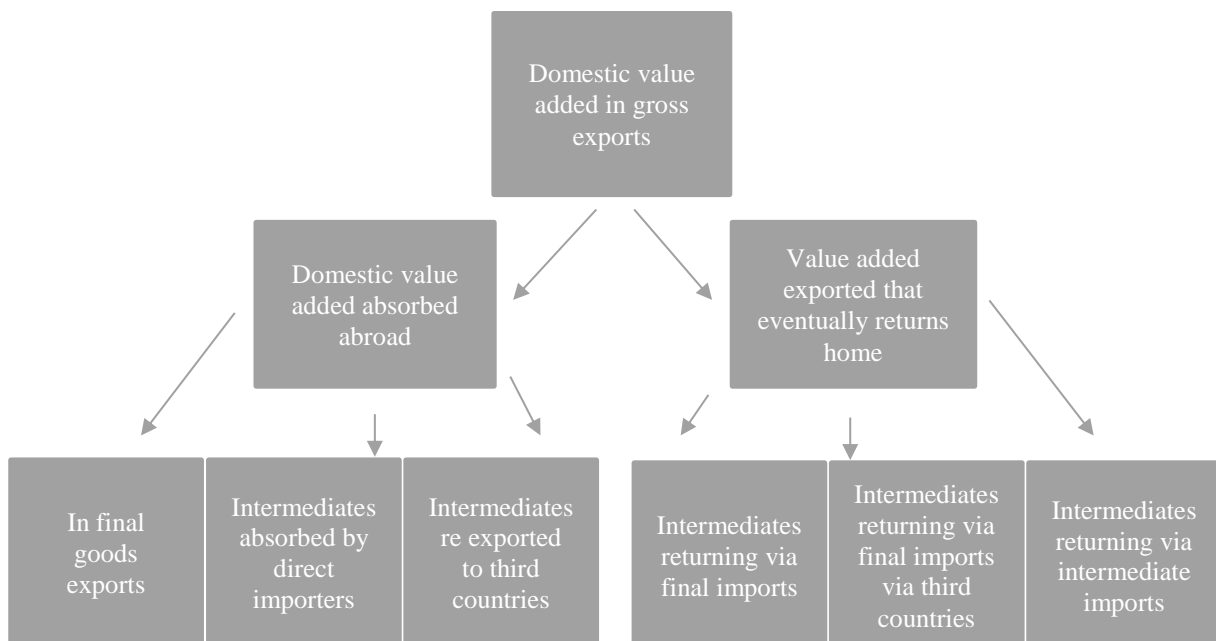 Domestic value
added in gross
exports
Domestic value
added absorbed
abroad
Value added
exported that
eventually returns
home
In final
goods
exports
Intermediates
absorbed by
direct
importers
Intermediates
re exported
to third
countries
Intermediates
returning via
final imports
Intermediates
returning via
final imports
via third
countries
Intermediates
returning via
intermediate
imports